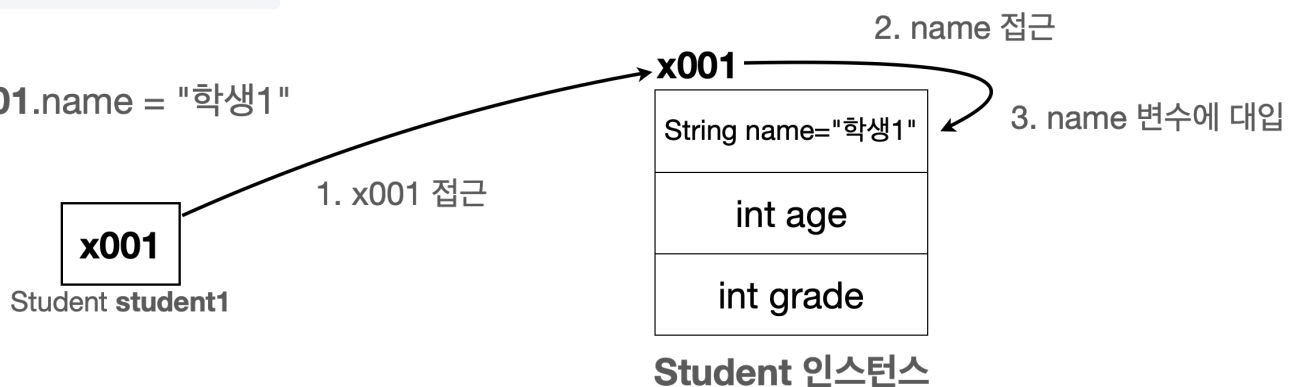 2. name 접근
x001
01.name = "학생1"
String name="학생1"
3. name 변수에 대입
1. x001 접근
int age
x001
int grade
Student student1
Student 인스턴스